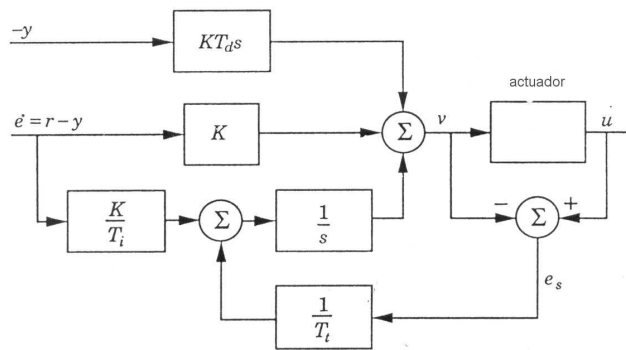 −y
KT_d s
actuador
e = r − y
K
Σ
v
u
K/T_i
Σ
1/s
−
Σ
+
e_s
1/T_t